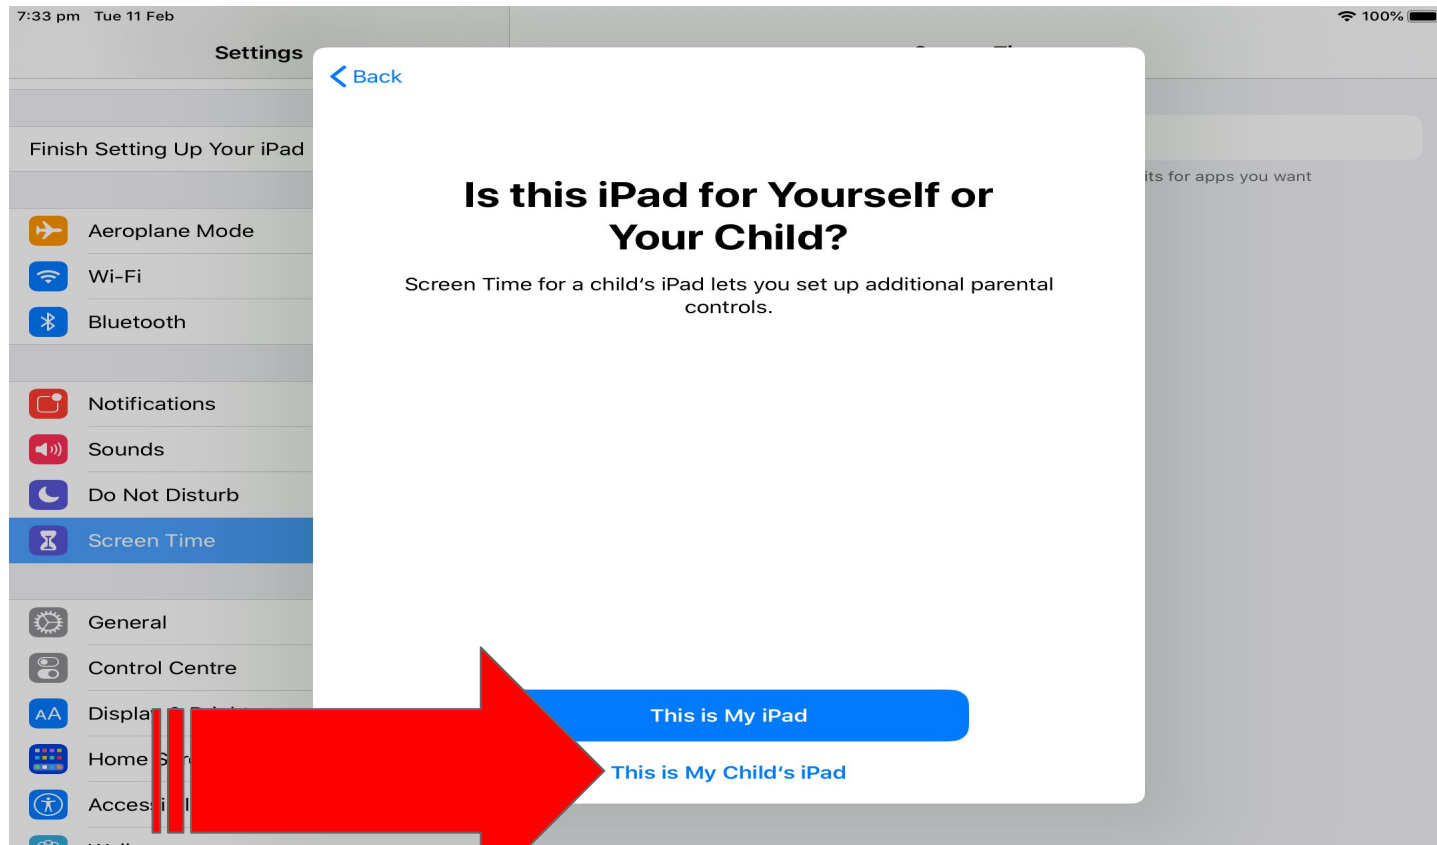 7:33 pm Tue 11 Feb
100%
Settings
Back
Finish Setting Up Your iPad
Is this iPad for Yourself or
Your Child?
Screen Time for a child's iPad lets you set up additional parental
controls.
its for apps you want
Aeroplane Mode
Wi-Fi
Bluetooth
Notifications
Sounds
Do Not Disturb
Screen Time
General
Control Centre
AA
This is My iPad
Home
This is My Child's iPad